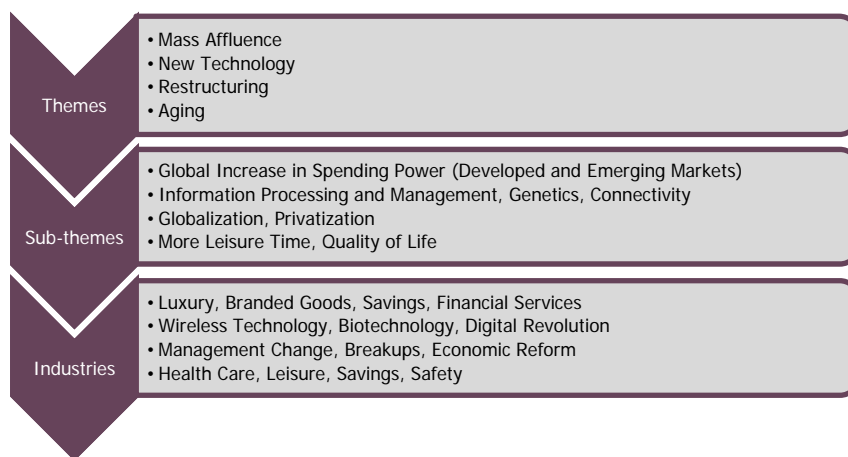 Themes
• Mass Affluence
• New Technology
• Restructuring
• Aging
Sub-themes
• Global Increase in Spending Power (Developed and Emerging Markets)
• Information Processing and Management, Genetics, Connectivity
• Globalization, Privatization
• More Leisure Time, Quality of Life
Industries
• Luxury, Branded Goods, Savings, Financial Services
• Wireless Technology, Biotechnology, Digital Revolution
• Management Change, Breakups, Economic Reform
• Health Care, Leisure, Savings, Safety